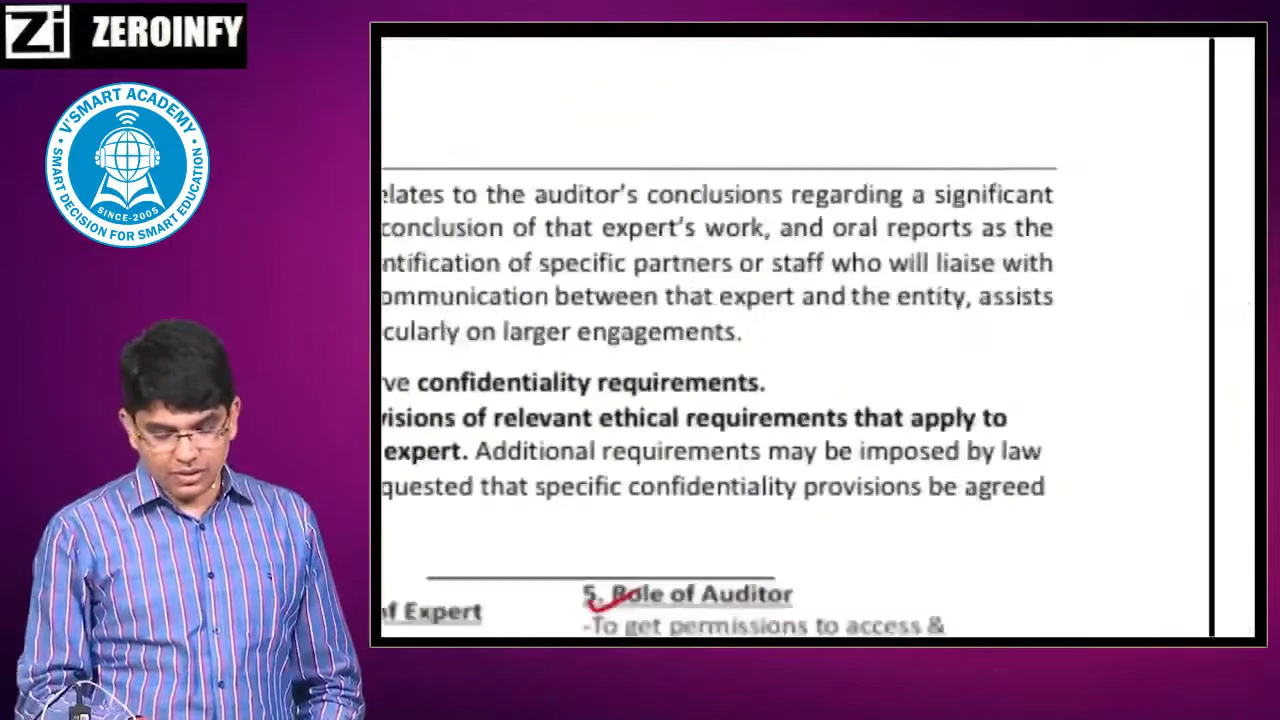 Zi ZEROINFY
V'SMART ACADEMY
SMART DECISION FOR SMART EDUCATION
SINCE-2005
elates to the auditor's conclusions regarding a significant
conclusion of that expert's work, and oral reports as the
ntification of specific partners or staff who will liaise with
ommunication between that expert and the entity, assists
cularly on larger engagements.
ve confidentiality requirements.
visions of relevant ethical requirements that apply to
expert. Additional requirements may be imposed by law
quested that specific confidentiality provisions be agreed
of Expert
5. Role of Auditor
-To get permissions to access &